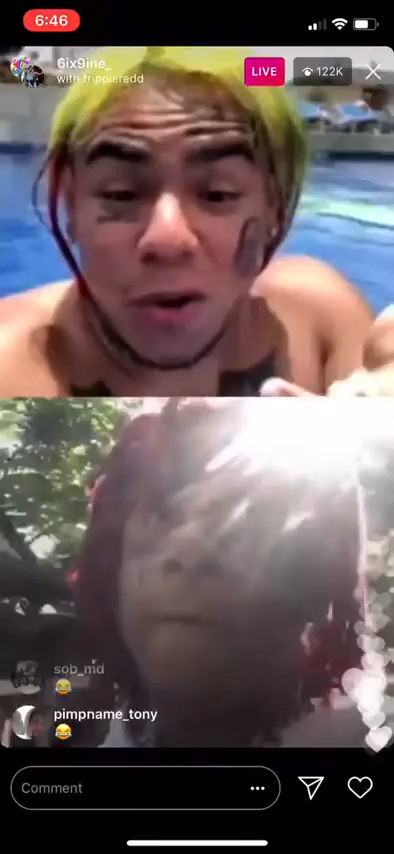 6:46
6ix9ine_
with trippieredd
LIVE
122K
sob_md
😂
pimpname_tony
😂
Comment